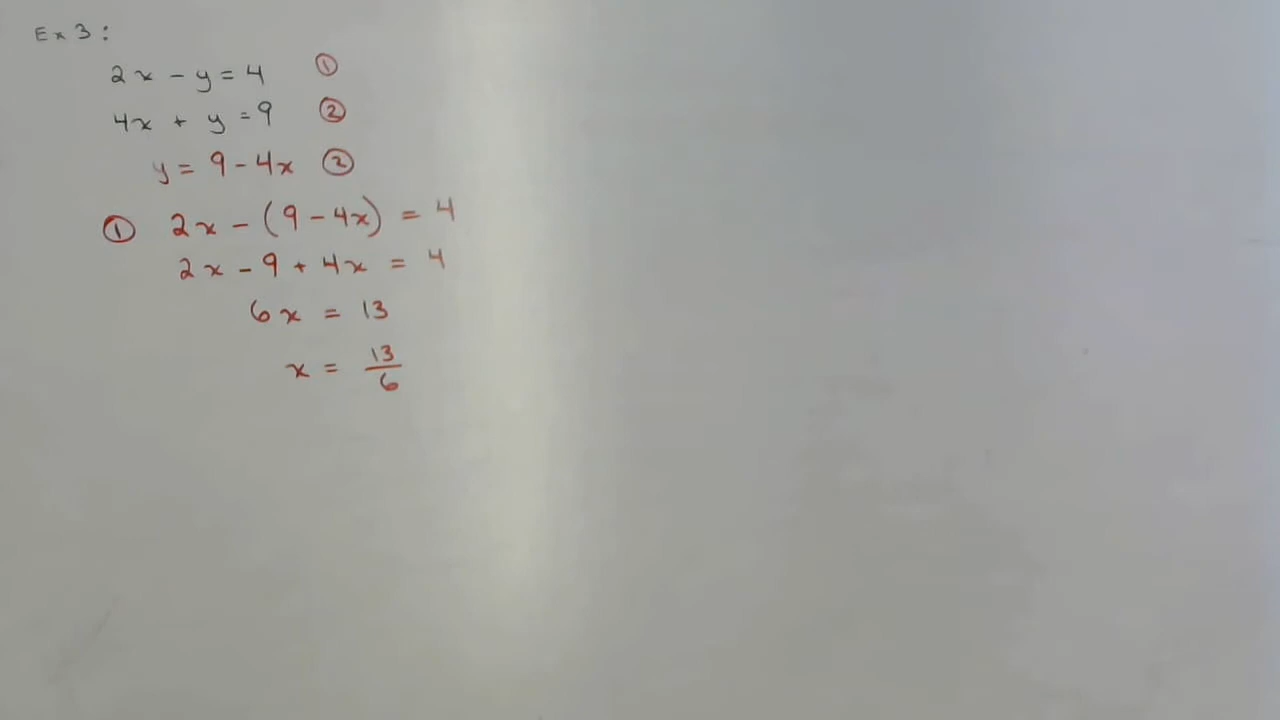 Ex 3:
2x - y = 4 ①
4x + y = 9 ②
y = 9 - 4x ②
① 2x - (9 - 4x) = 4
2x - 9 + 4x = 4
6x = 13
x = 13/6